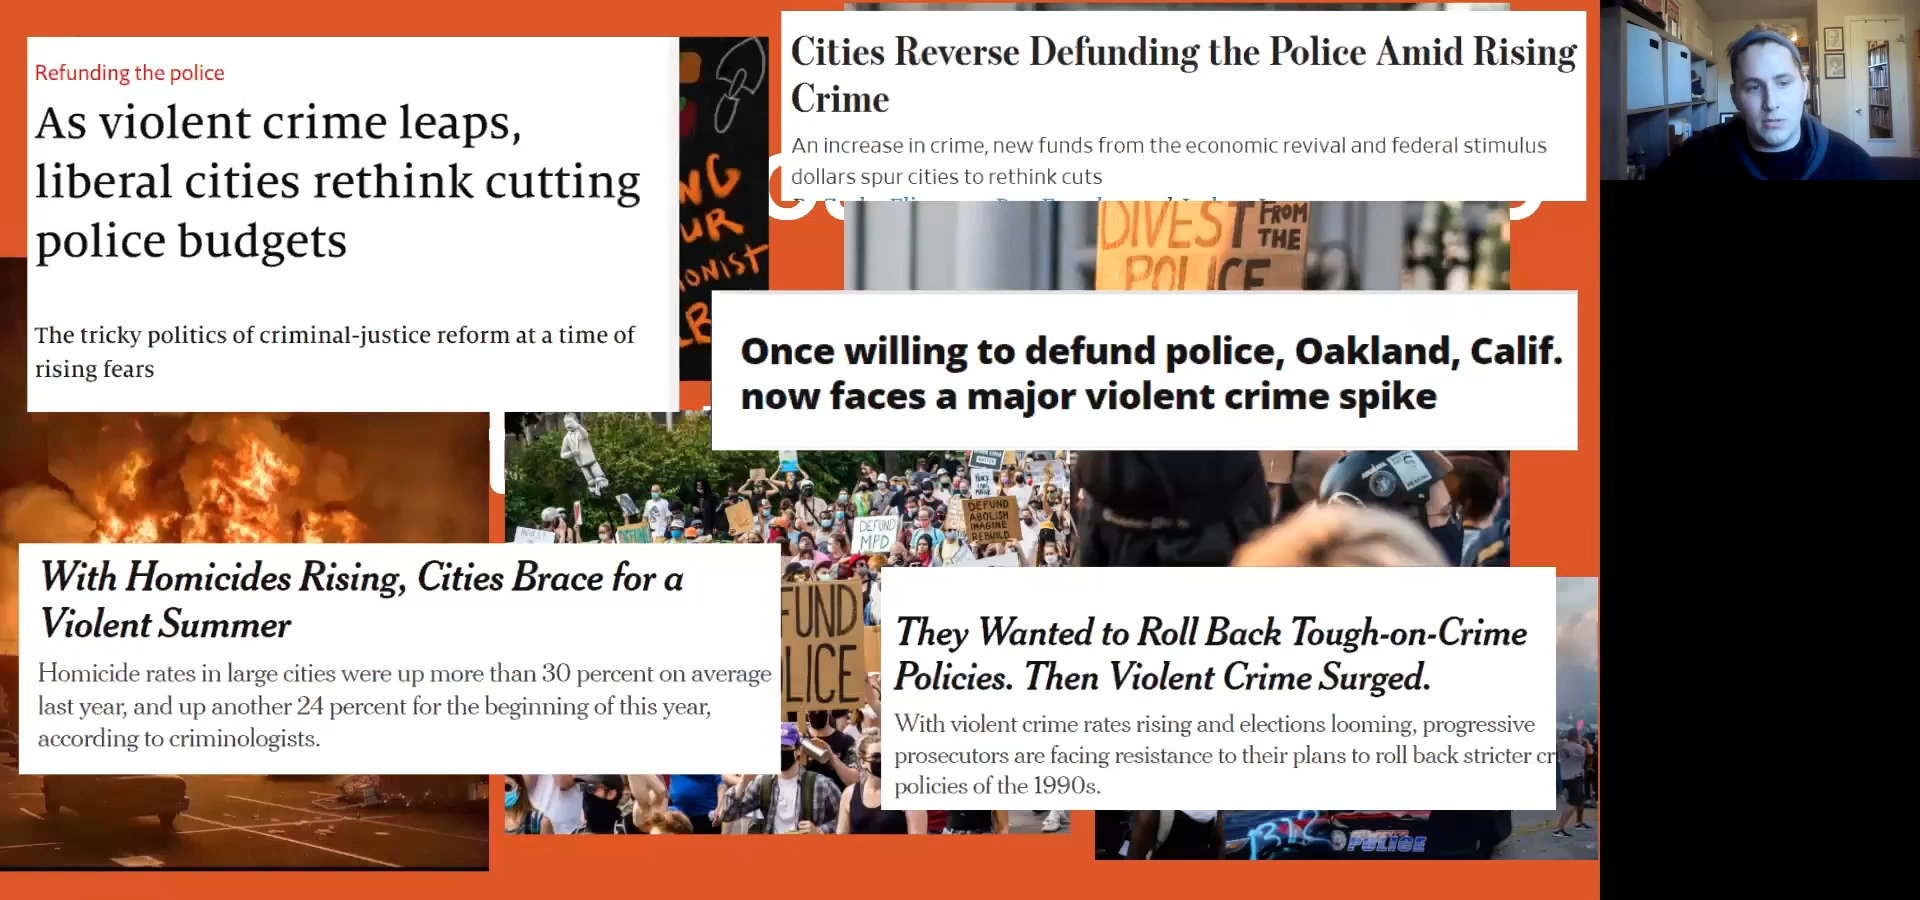 Refunding the police
As violent crime leaps,
liberal cities rethink cutting
police budgets
The tricky politics of criminal-justice reform at a time of
rising fears
Cities Reverse Defunding the Police Amid Rising
Crime
An increase in crime, new funds from the economic revival and federal stimulus
dollars spur cities to rethink cuts
DIVEST FROM
THE
POLICE
Once willing to defund police, Oakland, Calif.
now faces a major violent crime spike
DEFUND
MPD
DEFUND
ABOLISH
IMAGINE
REBUILD
With Homicides Rising, Cities Brace for a
Violent Summer
Homicide rates in large cities were up more than 30 percent on average
last year, and up another 24 percent for the beginning of this year,
according to criminologists.
FUND
LICE
They Wanted to Roll Back Tough-on-Crime
Policies. Then Violent Crime Surged.
With violent crime rates rising and elections looming, progressive
prosecutors are facing resistance to their plans to roll back stricter cr
policies of the 1990s.
1312
POLICE